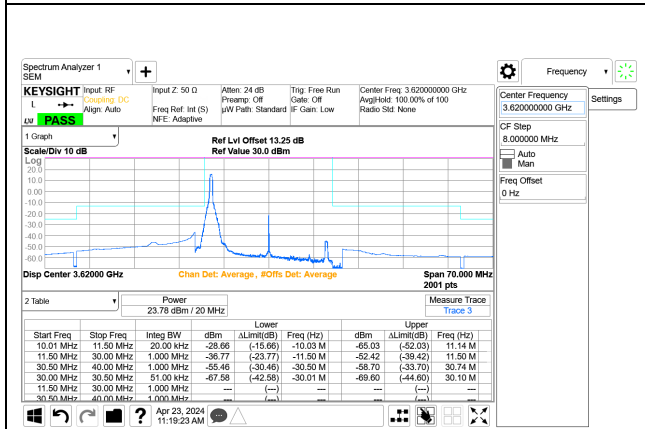 Spectrum Analyzer 1
SEM
Frequency
KEYSIGHT Input: RF Input Z: 50 Ω Atten: 24 dB Trig: Free Run Center Freq: 3.620000000 GHz
L Coupling: DC Preamp: Off Gate: Off Avg|Hold: 100.00% of 100
Align: Auto Freq Ref: Int (S) µW Path: Standard IF Gain: Low Radio Std: None
PASS NFE: Adaptive
Center Frequency
3.620000000 GHz
Settings
CF Step
8.000000 MHz
Auto
Man
Freq Offset
0 Hz
1 Graph
Scale/Div 10 dB
Ref Lvl Offset 13.25 dB
Ref Value 30.0 dBm
Log
20.0
10.0
0.00
-10.0
-20.0
-30.0
-40.0
-50.0
-60.0
Disp Center 3.62000 GHz Chan Det: Average , #Offs Det: Average Span 70.000 MHz
2001 pts
2 Table
Power
23.78 dBm / 20 MHz
Measure Trace
Trace 3
Lower Upper
Start Freq Stop Freq Integ BW dBm ΔLimit(dB) Freq (Hz) dBm ΔLimit(dB) Freq (Hz)
10.01 MHz 11.50 MHz 20.00 kHz -28.66 (-15.66) -10.03 M -65.03 (-52.03) 11.14 M
11.50 MHz 30.00 MHz 1.000 MHz -36.77 (-23.77) -11.50 M -52.42 (-39.42) 11.50 M
30.50 MHz 40.00 MHz 1.000 MHz -55.46 (-30.46) -30.50 M -58.70 (-33.70) 30.74 M
30.00 MHz 30.50 MHz 51.00 kHz -67.58 (-42.58) -30.01 M -69.60 (-44.60) 30.10 M
11.50 MHz 30.00 MHz 1.000 MHz --- (---) --- --- (---) ---
30.50 MHz 40.00 MHz 1.000 MHz --- (---) --- --- (---) ---
? Apr 23, 2024
11:19:23 AM